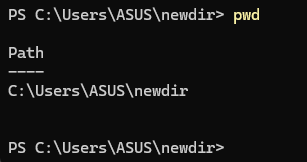 PS C:\Users\ASUS\newdir> pwd
Path
----
C:\Users\ASUS\newdir
PS C:\Users\ASUS\newdir>